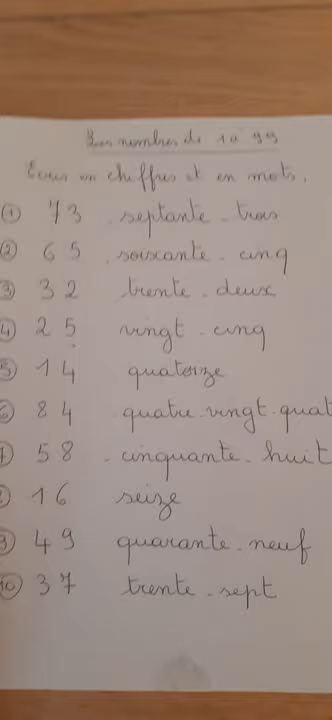 Les nombres de 1 à 99
Écris en chiffres et en mots.
① 73 septante-trois
② 65 soixante-cinq
③ 32 trente-deux
④ 25 vingt-cinq
⑤ 14 quatorze
⑥ 84 quatre-vingt-quat
⑦ 58 cinquante-huit
⑧ 16 seize
⑨ 49 quarante-neuf
⑩ 37 trente-sept